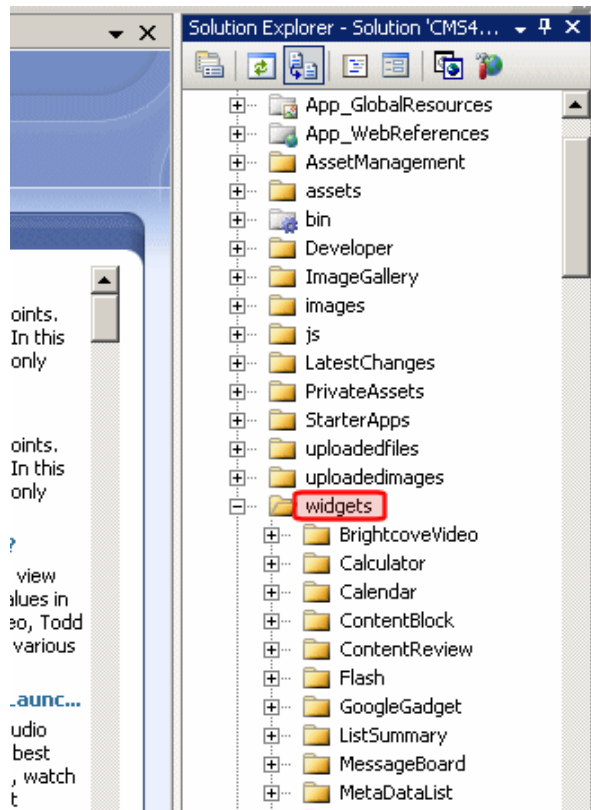 Solution Explorer - Solution 'CMS4...
App_GlobalResources
App_WebReferences
AssetManagement
assets
bin
Developer
ImageGallery
images
js
LatestChanges
PrivateAssets
StarterApps
uploadedfiles
uploadedimages
widgets
BrightcoveVideo
Calculator
Calendar
ContentBlock
ContentReview
Flash
GoogleGadget
ListSummary
MessageBoard
MetaDataList
oints.
In this
only
oints.
In this
only
?
view
alues in
eo, Todd
various
Launc...
udio
best
, watch
t